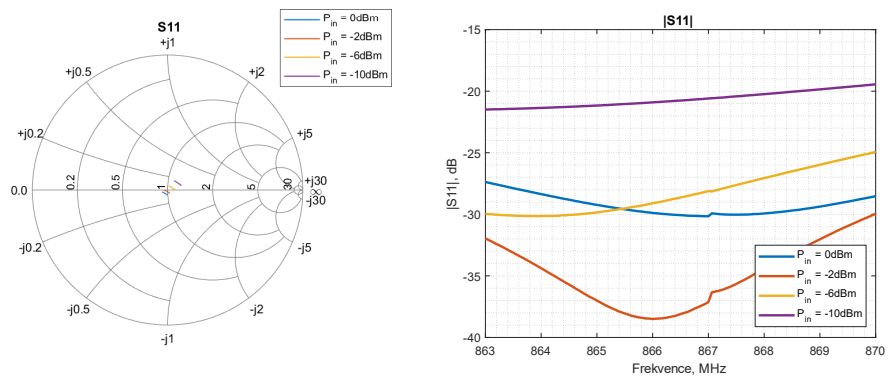 S11
P_in = 0dBm
P_in = -2dBm
P_in = -6dBm
P_in = -10dBm
+j1
+j0.5
+j2
+j0.2
+j5
0.0
0.2
0.5
1
2
5
30
+j30
∞
-j30
-j0.2
-j5
-j0.5
-j2
-j1
|S11|
-15
-20
-25
-30
-35
-40
|S11|, dB
P_in = 0dBm
P_in = -2dBm
P_in = -6dBm
P_in = -10dBm
863 864 865 866 867 868 869 870
Frekvence, MHz